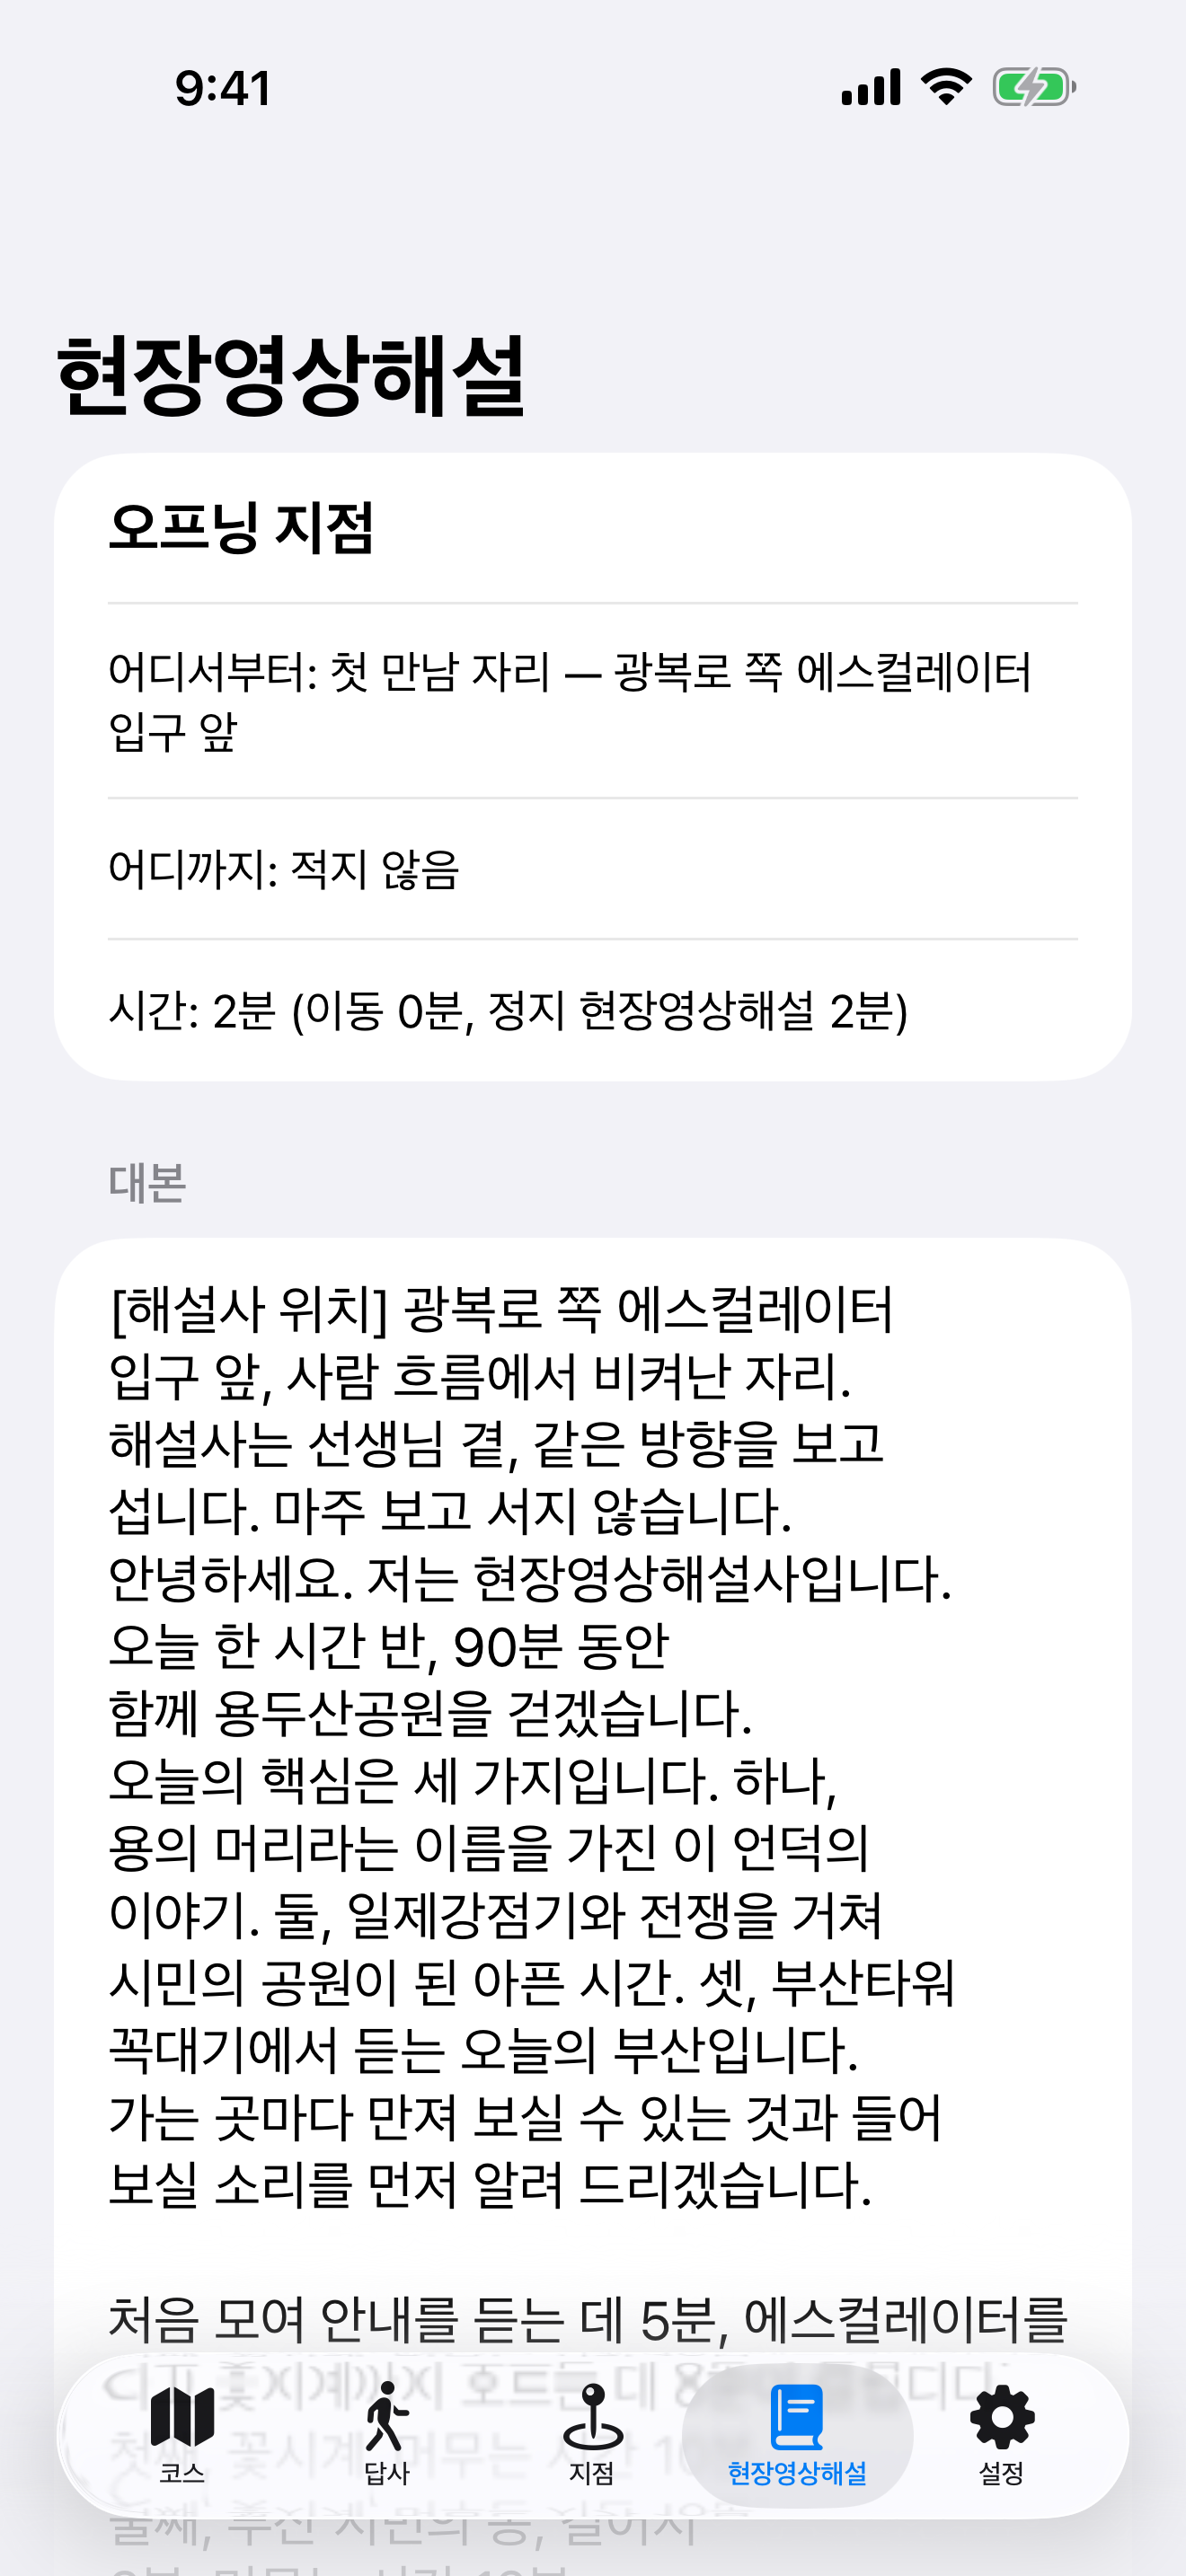 9:41
현장영상해설
오프닝 지점
어디서부터: 첫 만남 자리 — 광복로 쪽 에스컬레이터
입구 앞
어디까지: 적지 않음
시간: 2분 (이동 0분, 정지 현장영상해설 2분)
대본
[해설사 위치] 광복로 쪽 에스컬레이터
입구 앞, 사람 흐름에서 비켜난 자리.
해설사는 선생님 곁, 같은 방향을 보고
섭니다. 마주 보고 서지 않습니다.
안녕하세요. 저는 현장영상해설사입니다.
오늘 한 시간 반, 90분 동안
함께 용두산공원을 걷겠습니다.
오늘의 핵심은 세 가지입니다. 하나,
용의 머리라는 이름을 가진 이 언덕의
이야기. 둘, 일제강점기와 전쟁을 거쳐
시민의 공원이 된 아픈 시간. 셋, 부산타워
꼭대기에서 듣는 오늘의 부산입니다.
가는 곳마다 만져 보실 수 있는 것과 들어
보실 소리를 먼저 알려 드리겠습니다.
처음 모여 안내를 듣는 데 5분, 에스컬레이터를
코스
답사
지점
현장영상해설
설정